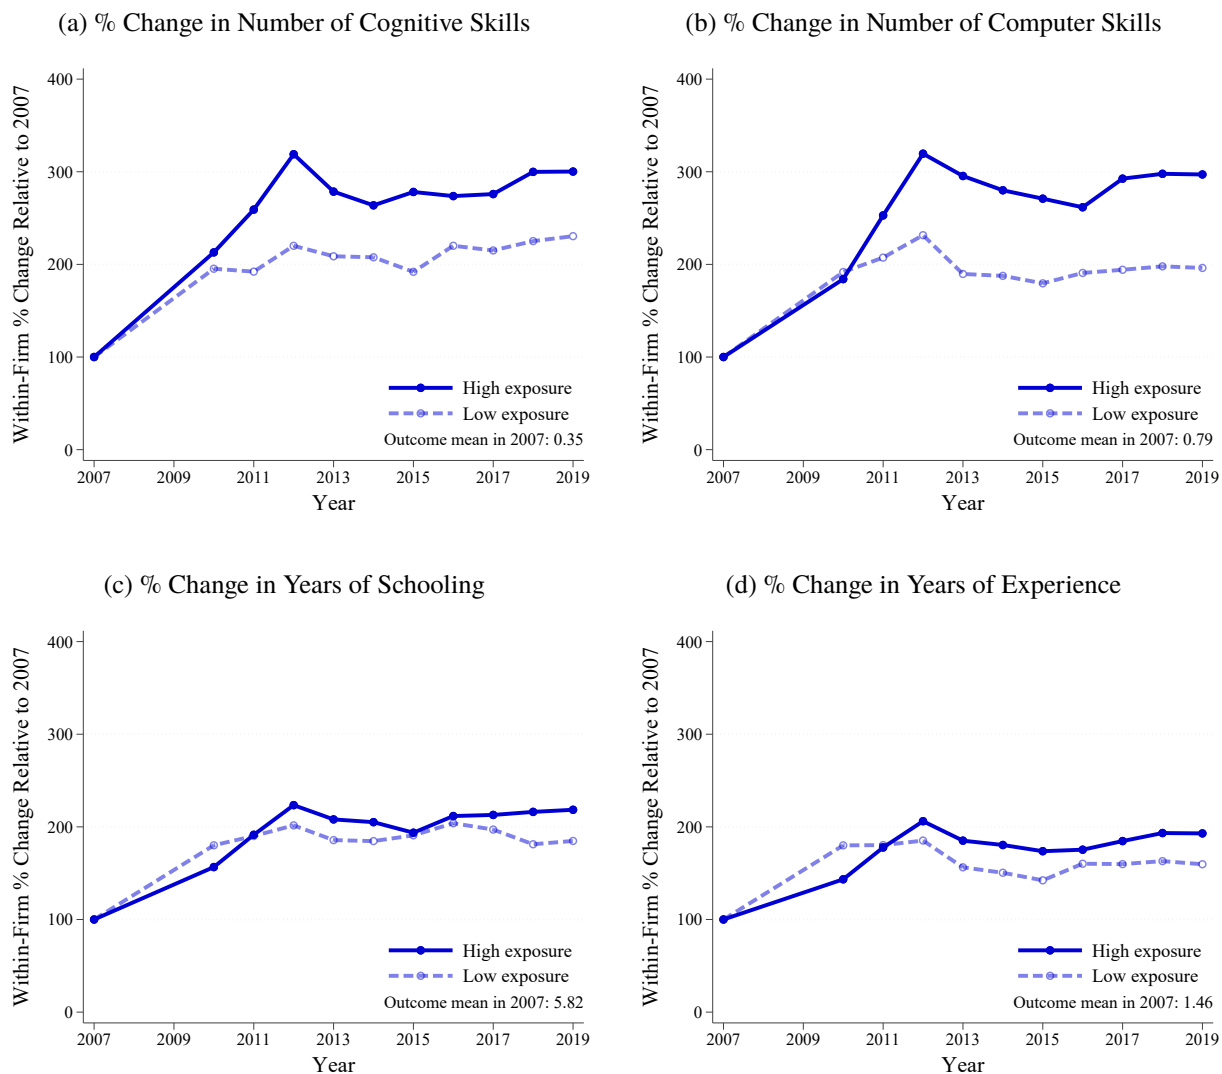 (a) % Change in Number of Cognitive Skills
Within-Firm % Change Relative to 2007
400
300
200
100
0
High exposure
Low exposure
Outcome mean in 2007: 0.35
2007 2009 2011 2013 2015 2017 2019
Year
(b) % Change in Number of Computer Skills
Within-Firm % Change Relative to 2007
400
300
200
100
0
High exposure
Low exposure
Outcome mean in 2007: 0.79
2007 2009 2011 2013 2015 2017 2019
Year
(c) % Change in Years of Schooling
Within-Firm % Change Relative to 2007
400
300
200
100
0
High exposure
Low exposure
Outcome mean in 2007: 5.82
2007 2009 2011 2013 2015 2017 2019
Year
(d) % Change in Years of Experience
Within-Firm % Change Relative to 2007
400
300
200
100
0
High exposure
Low exposure
Outcome mean in 2007: 1.46
2007 2009 2011 2013 2015 2017 2019
Year